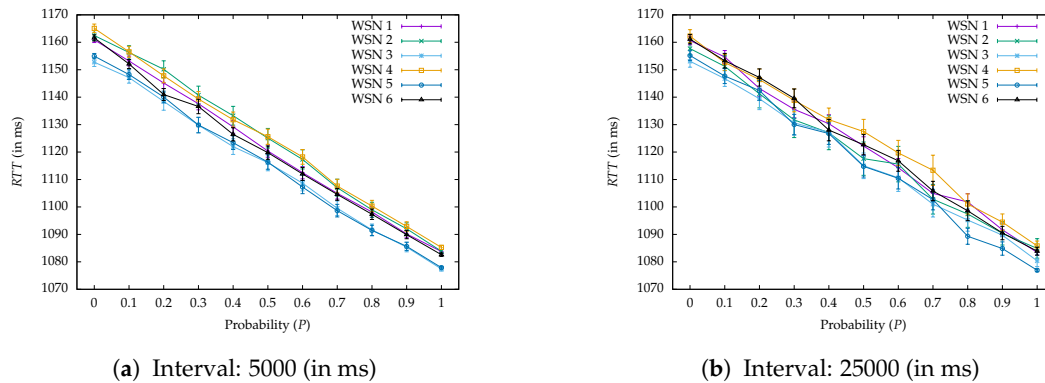 1170
1160
1150
1140
1130
1120
1110
1100
1090
1080
1070
RTT (in ms)
0 0.1 0.2 0.3 0.4 0.5 0.6 0.7 0.8 0.9 1
Probability (P)
WSN 1
WSN 2
WSN 3
WSN 4
WSN 5
WSN 6
(a) Interval: 5000 (in ms)
1170
1160
1150
1140
1130
1120
1110
1100
1090
1080
1070
RTT (in ms)
0 0.1 0.2 0.3 0.4 0.5 0.6 0.7 0.8 0.9 1
Probability (P)
WSN 1
WSN 2
WSN 3
WSN 4
WSN 5
WSN 6
(b) Interval: 25000 (in ms)